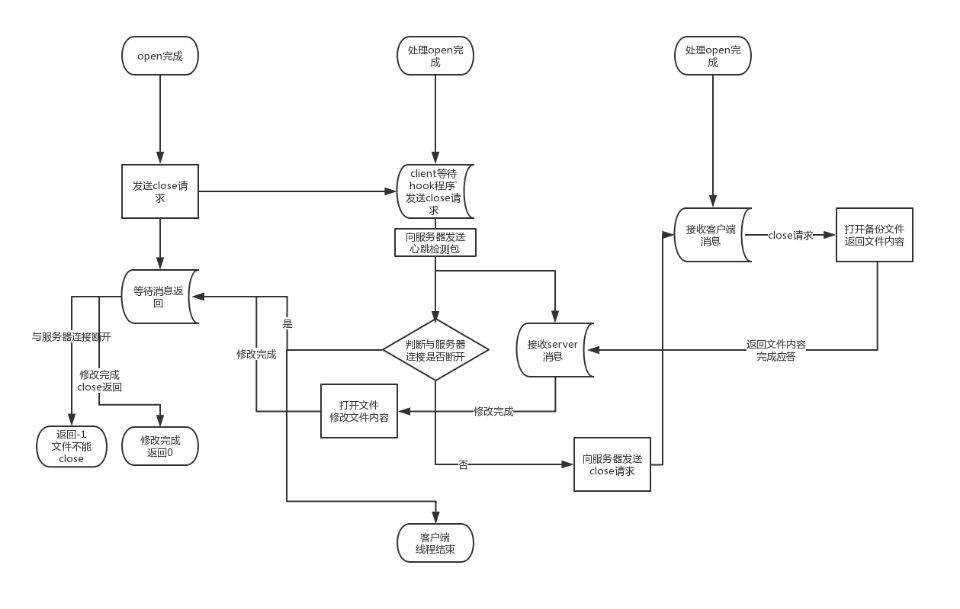 open完成
处理open完
成
处理open完
成
发送close请
求
client等待
hook程序`
发送close请
求
向服务器发送
心跳检测包
接收客户端
消息
close请求
打开备份文件
返回文件内容
等待消息返
回
是
与服务器连接断开
修改完成
判断与服务器
连接是否断开
接收server
消息
返回文件内容
完成应答
修改完成
close返回
打开文件
修改文件内容
修改完成
返回-1
文件不能
close
修改完成
返回0
否
向服务器发送
close请求
客户端
线程结束